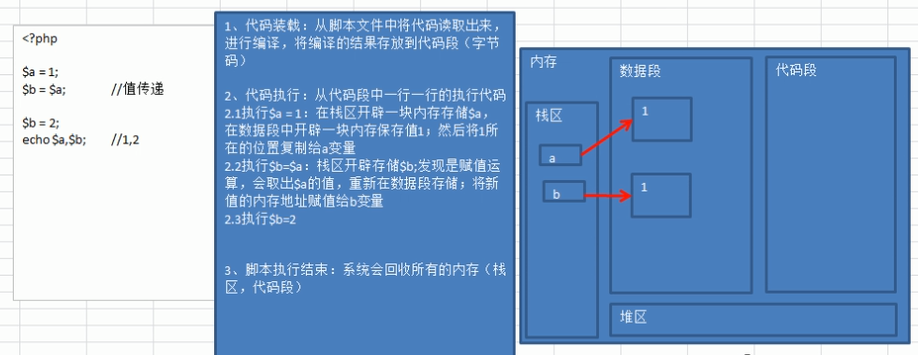 <?php
$a = 1;
$b = $a;    //值传递
$b = 2;
echo $a,$b;    //1,2
1、代码装载：从脚本文件中将代码读取出来，
进行编译，将编译的结果存放到代码段（字节
码）
2、代码执行：从代码段中一行一行的执行代码
2.1执行$a = 1：在栈区开辟一块内存存储$a，
在数据段中开辟一块内存保存值1；然后将1所
在的位置复制给a变量
2.2执行$b=$a：栈区开辟存储$b;发现是赋值运
算，会取出$a的值，重新在数据段存储；将新
值的内存地址赋值给b变量
2.3执行$b=2
3、脚本执行结束：系统会回收所有的内存（栈
区，代码段）
内存
栈区
a
b
数据段
1
1
代码段
堆区